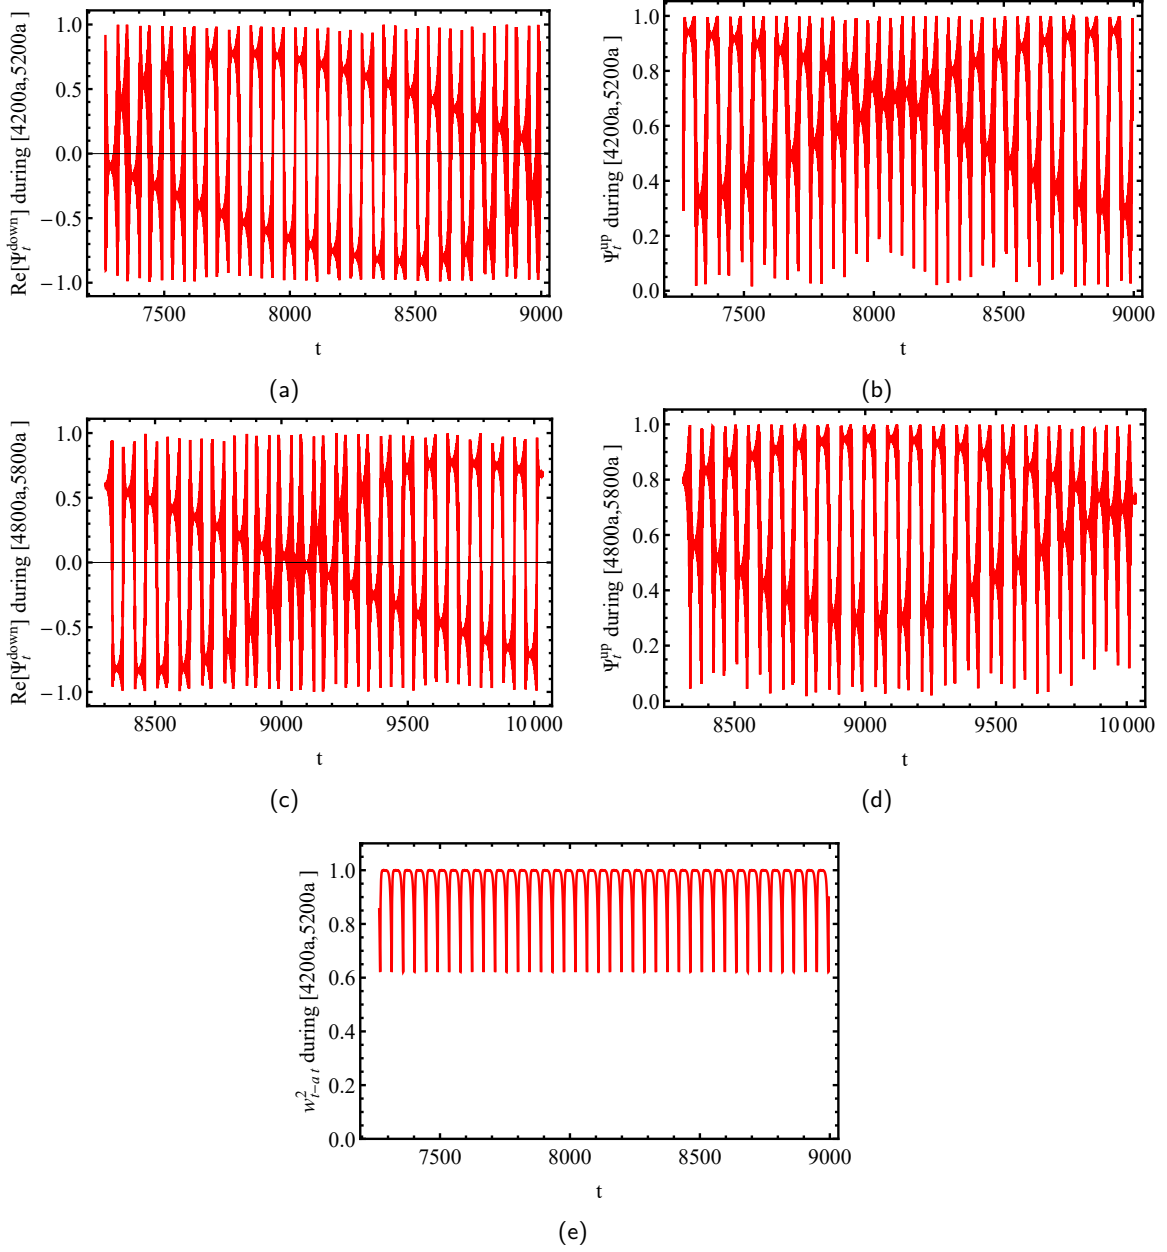 Re[Ψ_t^down] during [4200a,5200a ]
1.0
0.5
0.0
−0.5
−1.0
7500 8000 8500 9000
t
(a)
Ψ_t^up during [4200a,5200a ]
1.0
0.8
0.6
0.4
0.2
0.0
7500 8000 8500 9000
t
(b)
Re[Ψ_t^down] during [4800a,5800a ]
1.0
0.5
0.0
−0.5
−1.0
8500 9000 9500 10 000
t
(c)
Ψ_t^up during [4800a,5800a ]
1.0
0.8
0.6
0.4
0.2
0.0
8500 9000 9500 10 000
t
(d)
w_{t−a t}^2 during [4200a,5200a ]
1.0
0.8
0.6
0.4
0.2
0.0
7500 8000 8500 9000
t
(e)